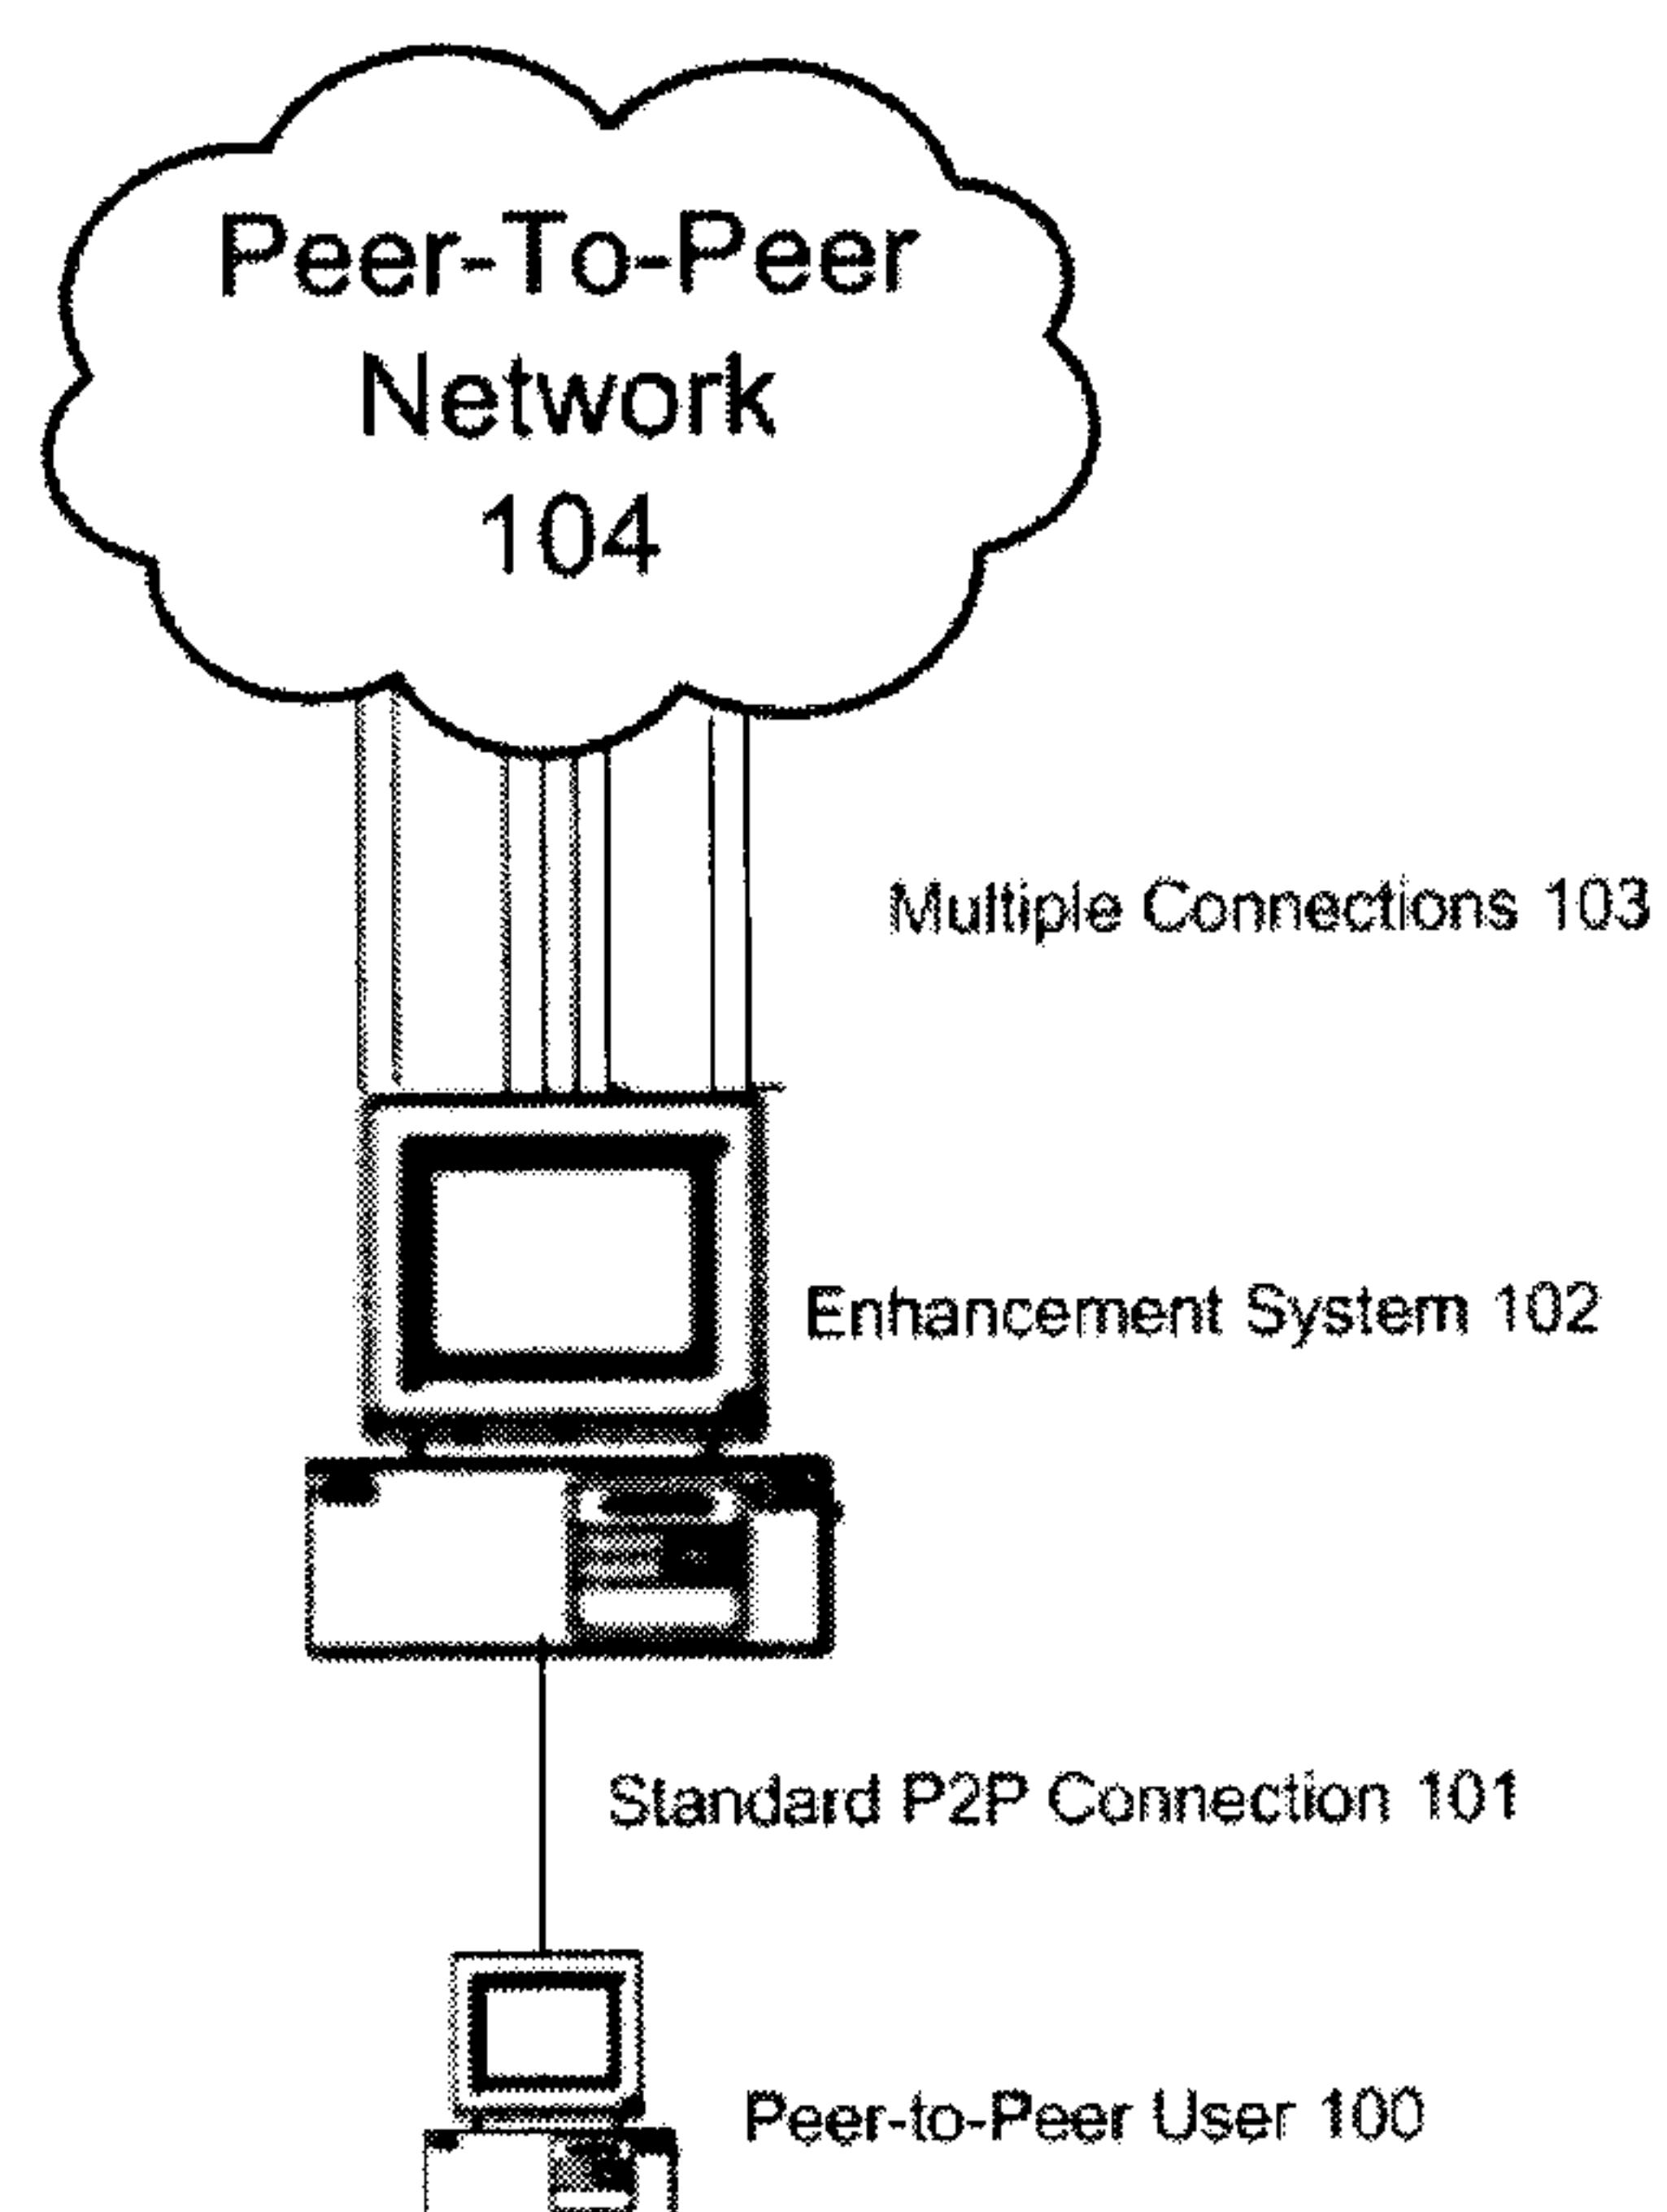 Peer-To-Peer
Network
104
Multiple Connections 103
Enhancement System 102
Standard P2P Connection 101
Peer-to-Peer User 100